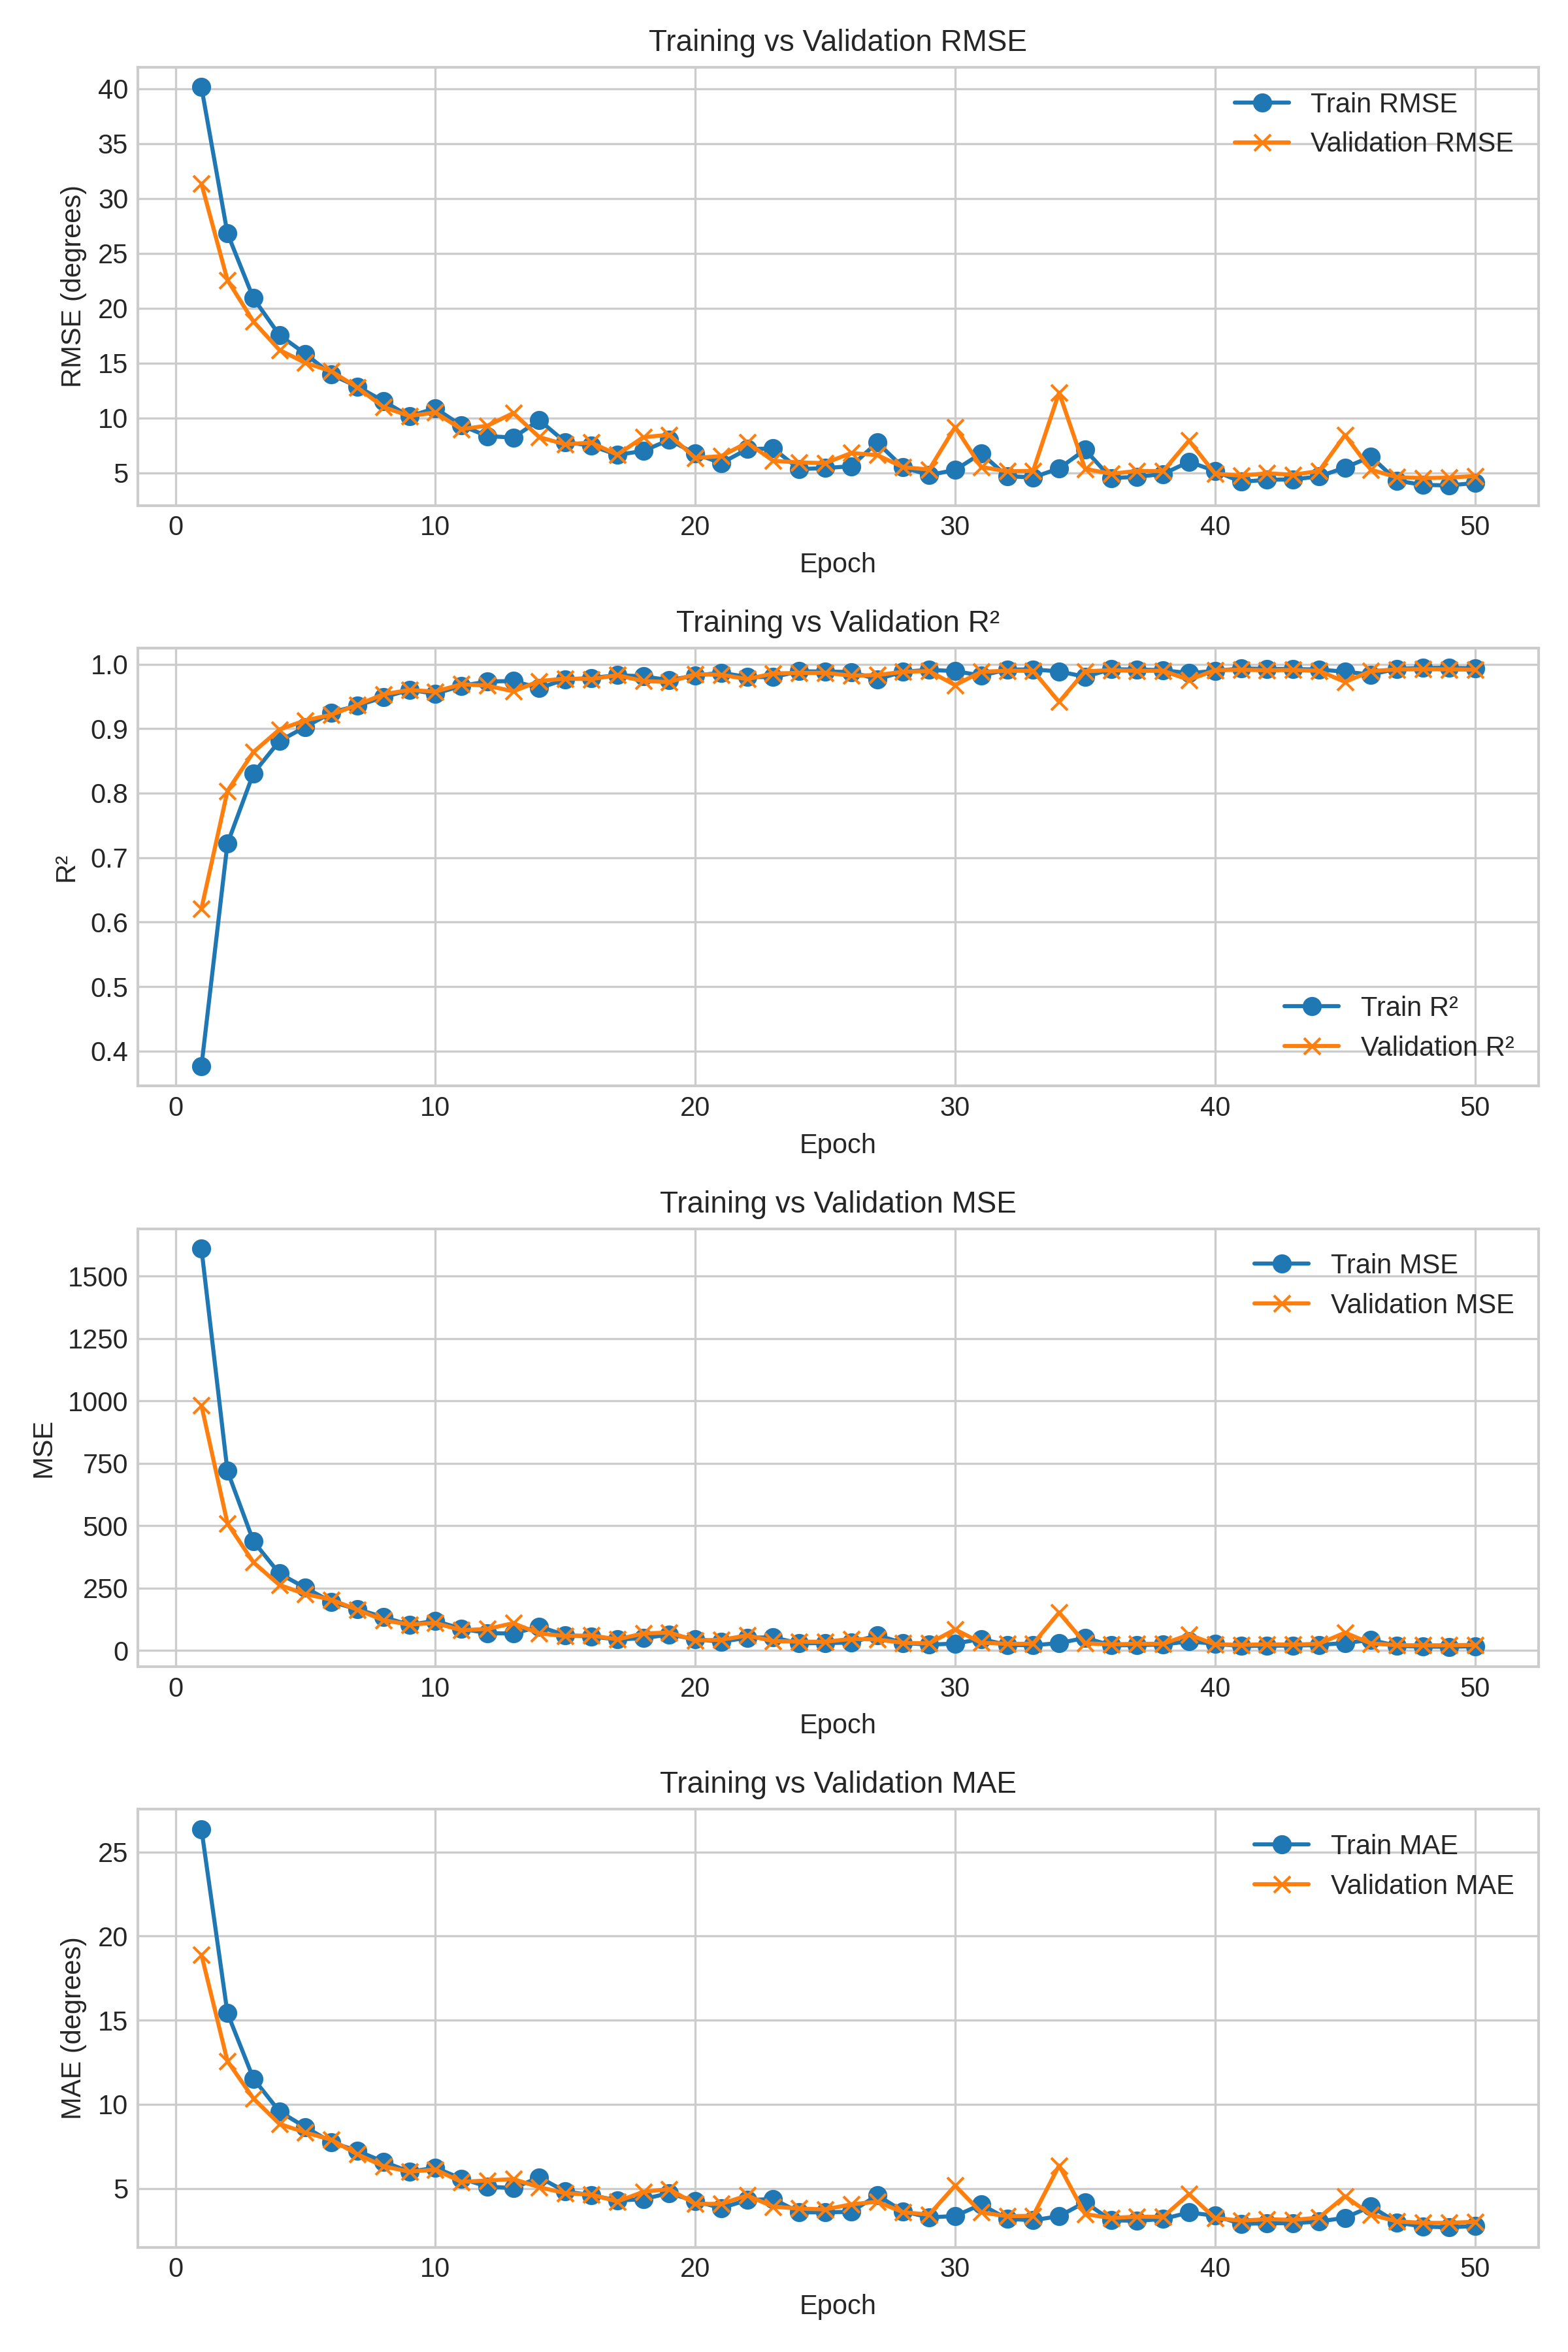 Training vs Validation RMSE
40
35
30
25
20
15
10
5
RMSE (degrees)
Train RMSE
Validation RMSE
0 10 20 30 40 50
Epoch
Training vs Validation R²
1.0
0.9
0.8
0.7
0.6
0.5
0.4
R²
Train R²
Validation R²
0 10 20 30 40 50
Epoch
Training vs Validation MSE
1500
1250
1000
750
500
250
0
MSE
Train MSE
Validation MSE
0 10 20 30 40 50
Epoch
Training vs Validation MAE
25
20
15
10
5
MAE (degrees)
Train MAE
Validation MAE
0 10 20 30 40 50
Epoch